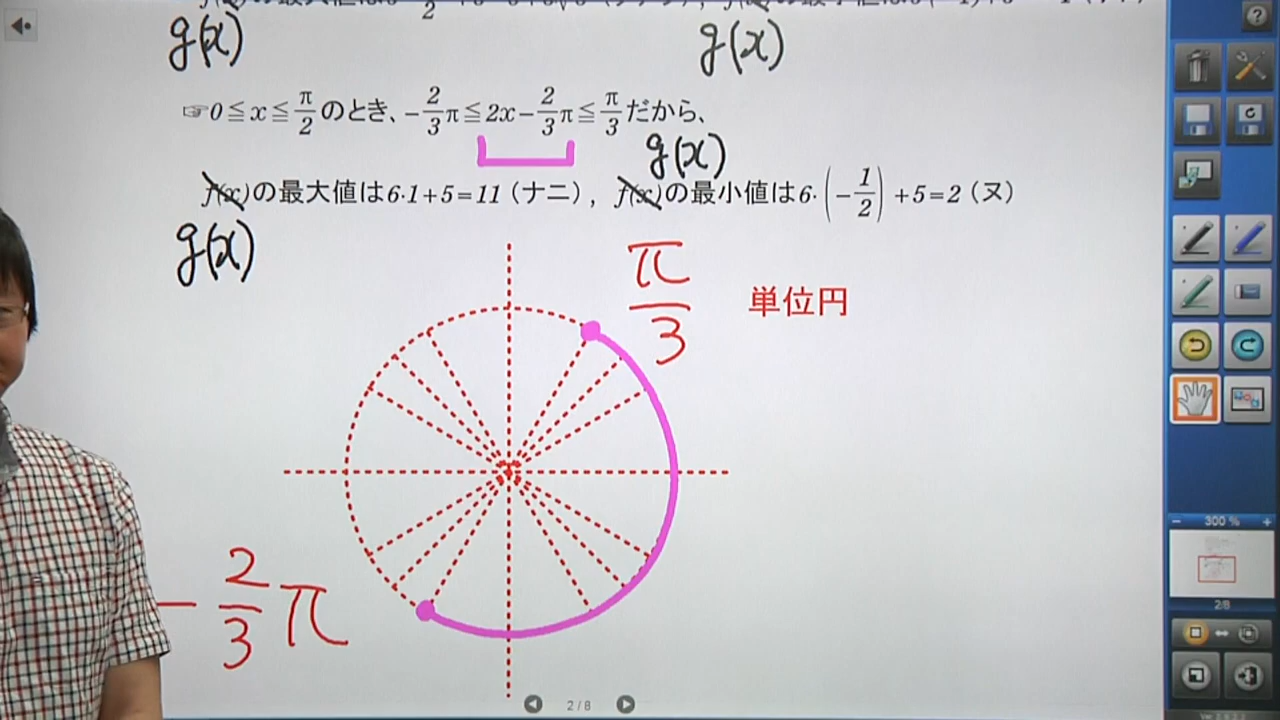 g(x) g(x)
☞0≦x≦π/2のとき、-2/3π≦2x-2/3π≦π/3だから、
g(x)
f(x)の最大値は6·1+5=11（ナニ）, f(x)の最小値は6·(-1/2)+5=2（ヌ）
g(x)
π/3
単位円
-2/3π
300 %
2/8
2 / 8
?